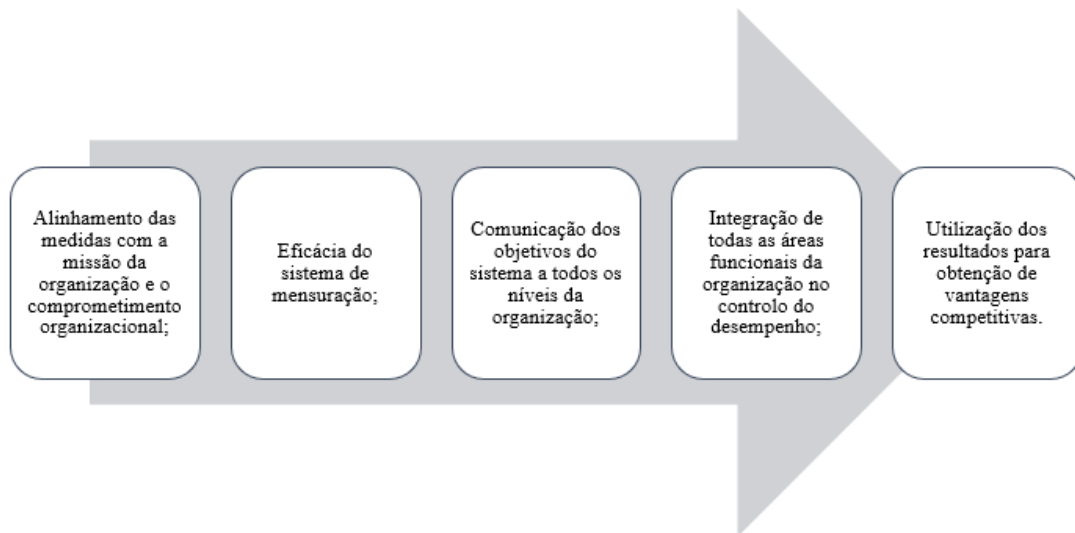 Alinhamento das
medidas com a
missão da
organização e o
comprometimento
organizacional;
Eficácia do
sistema de
mensuração;
Comunicação dos
objetivos do
sistema a todos os
níveis da
organização;
Integração de
todas as áreas
funcionais da
organização no
controlo do
desempenho;
Utilização dos
resultados para
obtenção de
vantagens
competitivas.